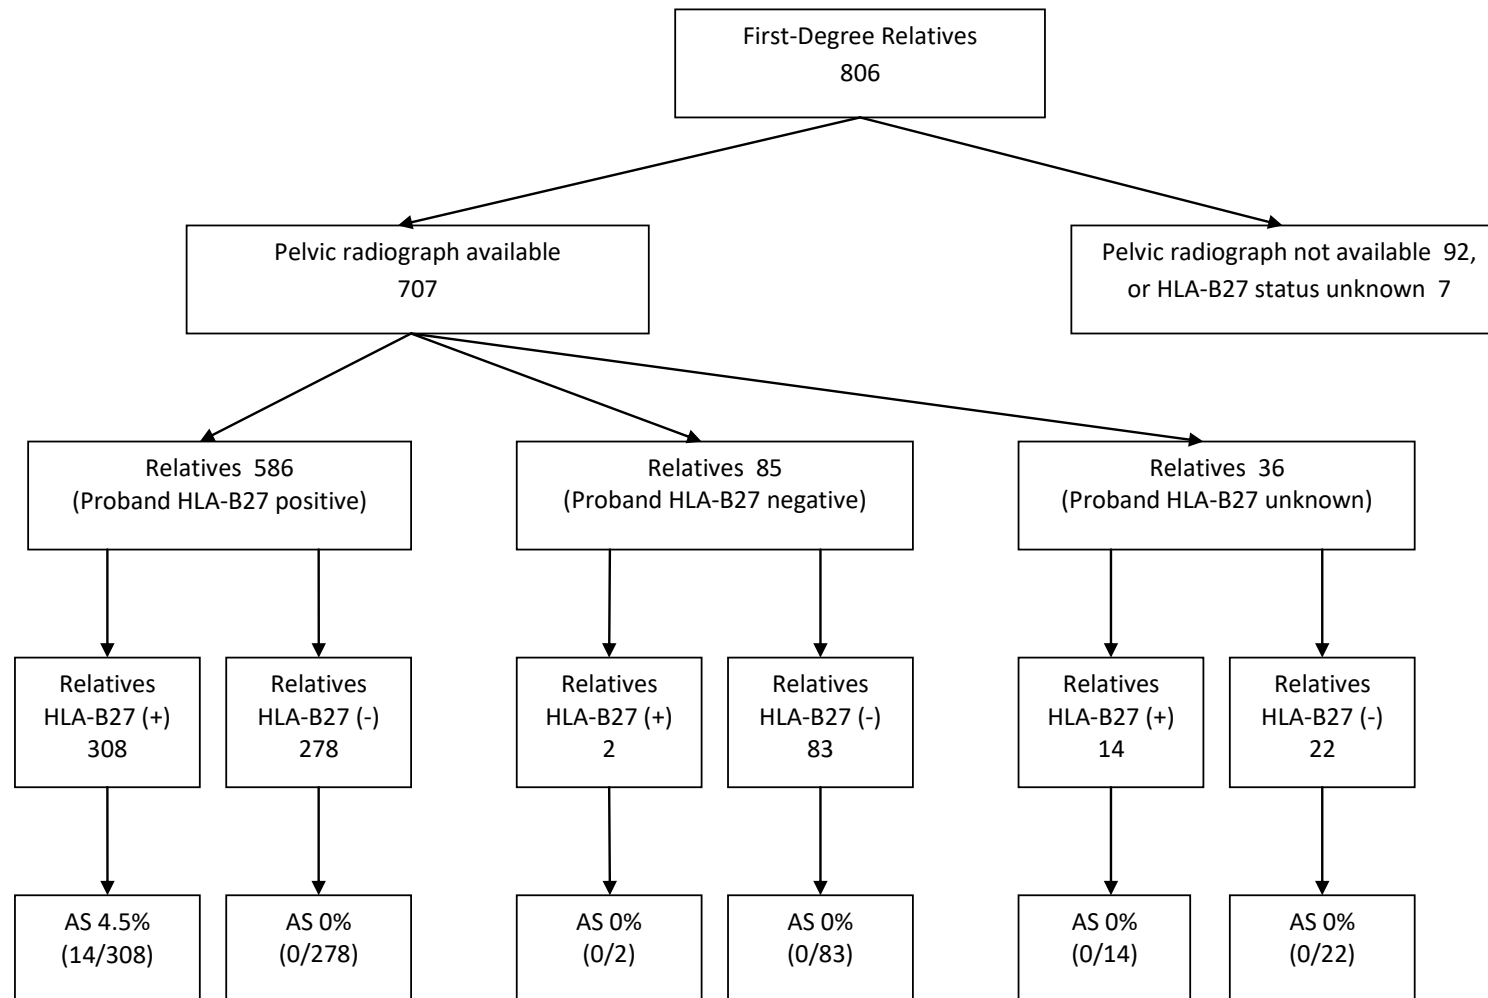 First-Degree Relatives
806
Pelvic radiograph available
707
Pelvic radiograph not available 92,
or HLA-B27 status unknown 7
Relatives 586
(Proband HLA-B27 positive)
Relatives 85
(Proband HLA-B27 negative)
Relatives 36
(Proband HLA-B27 unknown)
Relatives
HLA-B27 (+)
308
Relatives
HLA-B27 (-)
278
Relatives
HLA-B27 (+)
2
Relatives
HLA-B27 (-)
83
Relatives
HLA-B27 (+)
14
Relatives
HLA-B27 (-)
22
AS 4.5%
(14/308)
AS 0%
(0/278)
AS 0%
(0/2)
AS 0%
(0/83)
AS 0%
(0/14)
AS 0%
(0/22)